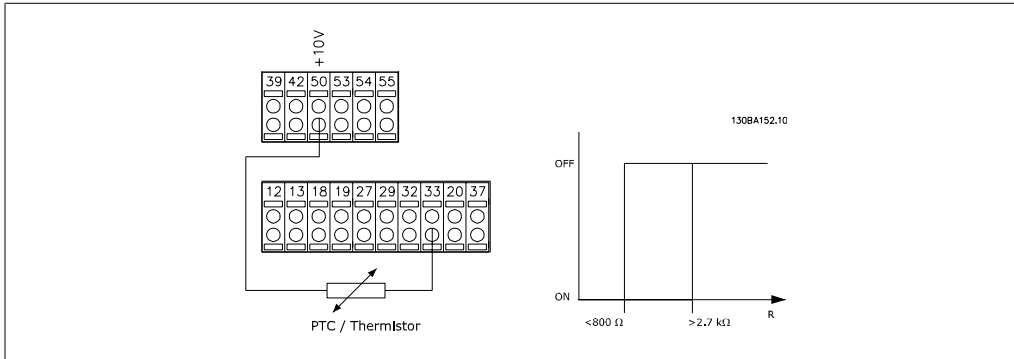 +10V
39 42 50 53 54 55
130BA152.10
OFF
12 13 18 19 27 29 32 33 20 37
ON
R
<800 Ω >2.7 kΩ
PTC / Thermistor